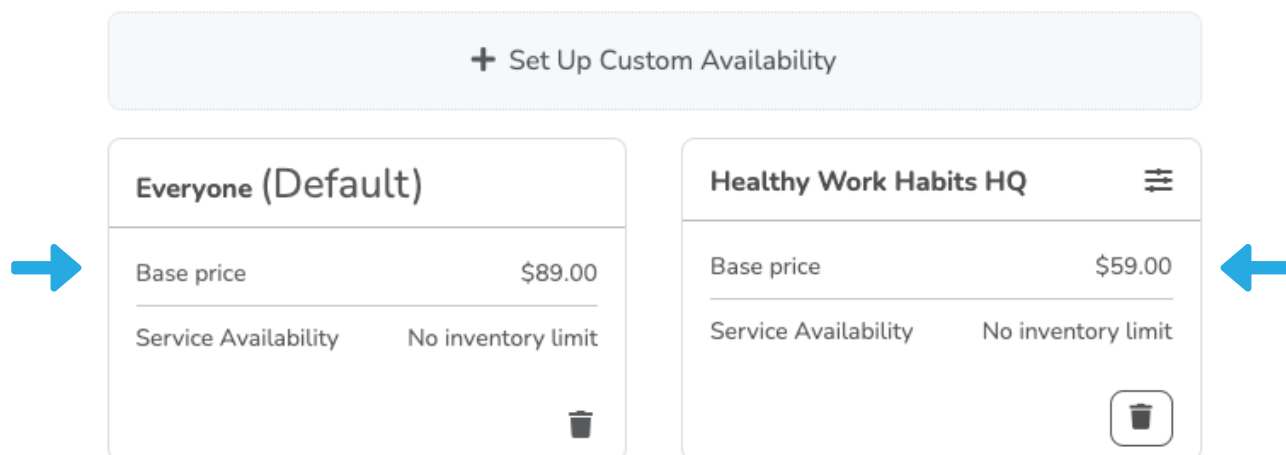 Set Up Custom Availability
Everyone (Default)
Base price $89.00
Service Availability No inventory limit
Healthy Work Habits HQ
Base price $59.00
Service Availability No inventory limit